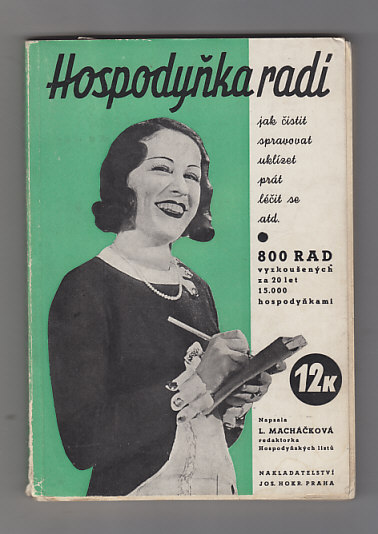 Hospodyňka radí
jak čistit
spravovat
uklízet
prát
léčit se
atd.
800 RAD
vyzkoušených
za 20 let
15.000
hospodyňkami
12K
Napsala
L. MACHÁČKOVÁ
redaktorka
Hospodyňských listů
NAKLADATELSTVÍ
JOS. HOKR. PRAHA